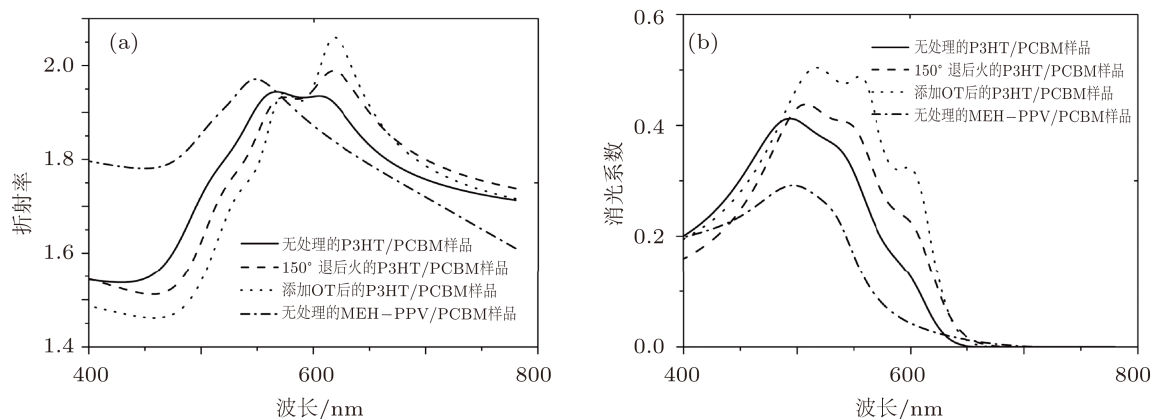 (a)
2.0
1.8
1.6
1.4
400
600
800
折射率
波长/nm
无处理的P3HT/PCBM样品
150° 退后火的P3HT/PCBM样品
添加OT后的P3HT/PCBM样品
无处理的MEH-PPV/PCBM样品
(b)
0.6
0.4
0.2
0.0
400
500
600
800
消光系数
波长/nm
无处理的P3HT/PCBM样品
150° 退后火的P3HT/PCBM样品
添加OT后的P3HT/PCBM样品
无处理的MEH-PPV/PCBM样品